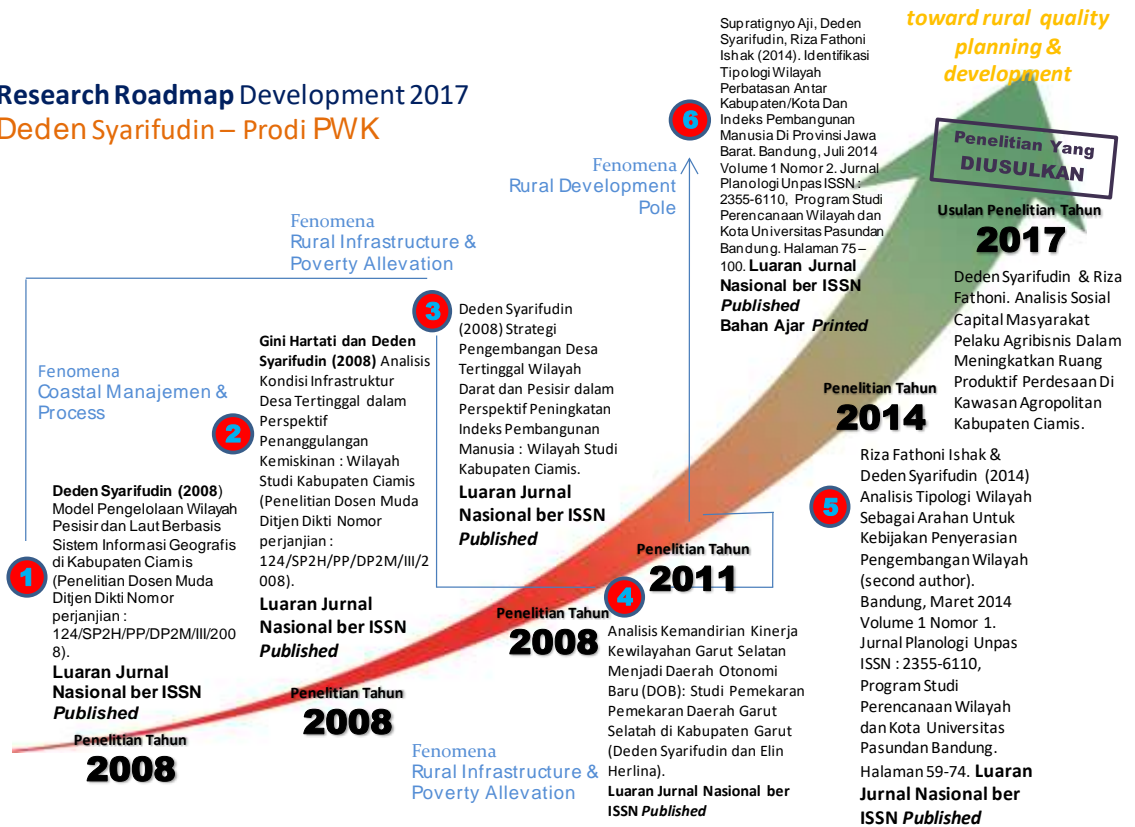 Research Roadmap Development 2017
Deden Syarifudin – Prodi PWK
toward rural quality
planning &
development
Penelitian Yang
DIUSULKAN
Fenomena
Coastal Manajemen &
Process
1
Deden Syarifudin (2008)
Model Pengelolaan Wilayah
Pesisir dan Laut Berbasis
Sistem Informasi Geografis
di Kabupaten Ciamis
(Penelitian Dosen Muda
Ditjen Dikti Nomor
perjanjian :
124/SP2H/PP/DP2M/III/200
8).
Luaran Jurnal
Nasional ber ISSN
Published
Penelitian Tahun
2008
Fenomena
Rural Infrastructure &
Poverty Allevation
2
Gini Hartati dan Deden
Syarifudin (2008) Analisis
Kondisi Infrastruktur
Desa Tertinggal dalam
Perspektif
Penanggulangan
Kemiskinan : Wilayah
Studi Kabupaten Ciamis
(Penelitian Dosen Muda
Ditjen Dikti Nomor
perjanjian :
124/SP2H/PP/DP2M/III/2
008).
Luaran Jurnal
Nasional ber ISSN
Published
Penelitian Tahun
2008
3
Deden Syarifudin
(2008) Strategi
Pengembangan Desa
Tertinggal Wilayah
Darat dan Pesisir dalam
Perspektif Peningkatan
Indeks Pembangunan
Manusia : Wilayah Studi
Kabupaten Ciamis.
Luaran Jurnal
Nasional ber ISSN
Published
Penelitian Tahun
2008
Fenomena
Rural Infrastructure &
Poverty Allevation
Penelitian Tahun
2011
4
Analisis Kemandirian Kinerja
Kewilayahan Garut Selatan
Menjadi Daerah Otonomi
Baru (DOB): Studi Pemekaran
Pemekaran Daerah Garut
Selatah di Kabupaten Garut
(Deden Syarifudin dan Elin
Herlina).
Luaran Jurnal Nasional ber
ISSN Published
Fenomena
Rural Development
Pole
6
Supratignyo Aji, Deden
Syarifudin, Riza Fathoni
Ishak (2014). Identifikasi
Tipologi Wilayah
Perbatasan Antar
Kabupaten/Kota Dan
Indeks Pembangunan
Manusia Di Provinsi Jawa
Barat. Bandung, Juli 2014
Volume 1 Nomor 2. Jurnal
Planologi Unpas ISSN :
2355-6110, Program Studi
Perencanaan Wilayah dan
Kota Universitas Pasundan
Bandung. Halaman 75 –
100. Luaran Jurnal
Nasional ber ISSN
Published
Bahan Ajar Printed
Penelitian Tahun
2014
5
Riza Fathoni Ishak &
Deden Syarifudin (2014)
Analisis Tipologi Wilayah
Sebagai Arahan Untuk
Kebijakan Penyerasian
Pengembangan Wilayah
(second author).
Bandung, Maret 2014
Volume 1 Nomor 1.
Jurnal Planologi Unpas
ISSN : 2355-6110,
Program Studi
Perencanaan Wilayah
dan Kota Universitas
Pasundan Bandung.
Halaman 59-74. Luaran
Jurnal Nasional ber
ISSN Published
Usulan Penelitian Tahun
2017
Deden Syarifudin & Riza
Fathoni. Analisis Sosial
Capital Masyarakat
Pelaku Agribisnis Dalam
Meningkatkan Ruang
Produktif Perdesaan Di
Kawasan Agropolitan
Kabupaten Ciamis.